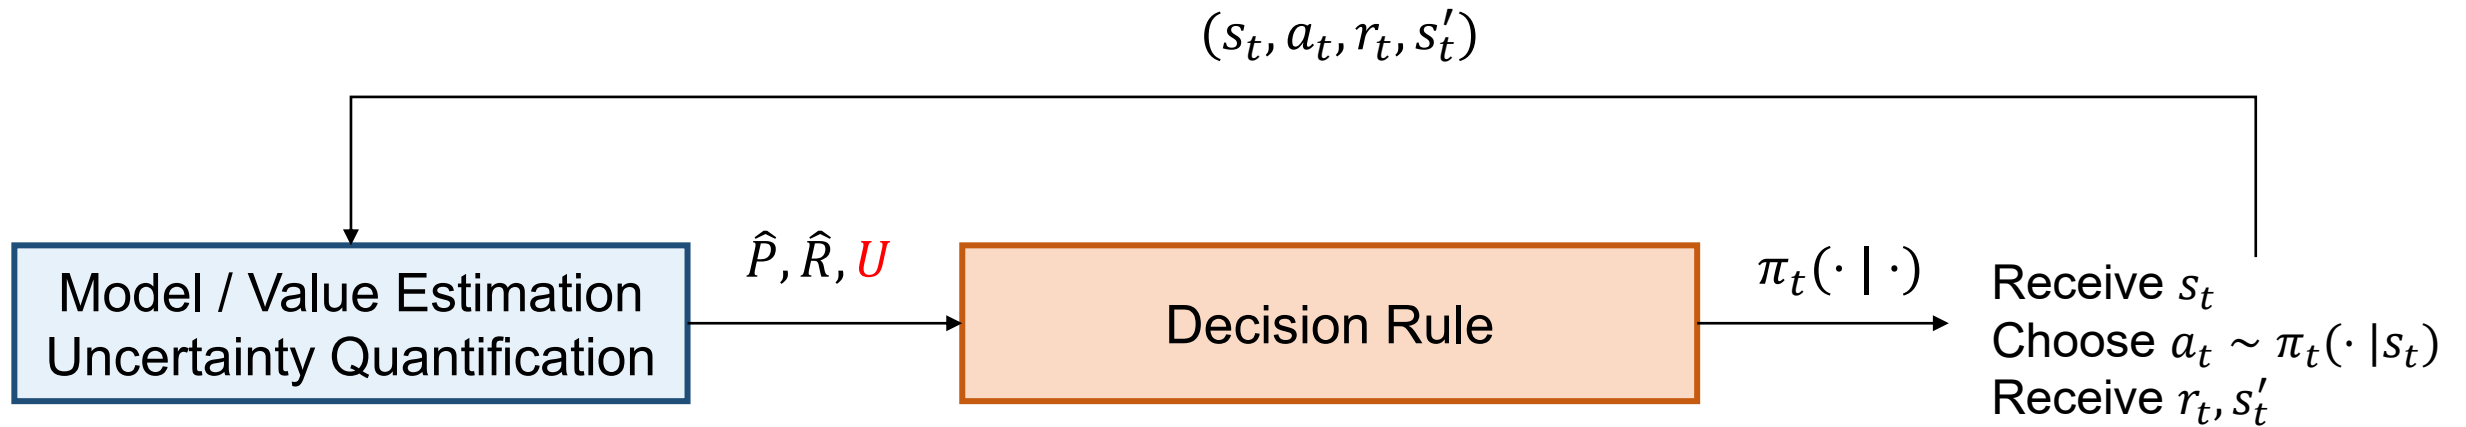 (s_t, a_t, r_t, s'_t)
Model / Value Estimation
Uncertainty Quantification
P̂, R̂, U
Decision Rule
π_t(· | ·)
Receive s_t
Choose a_t ~ π_t(· |s_t)
Receive r_t, s'_t